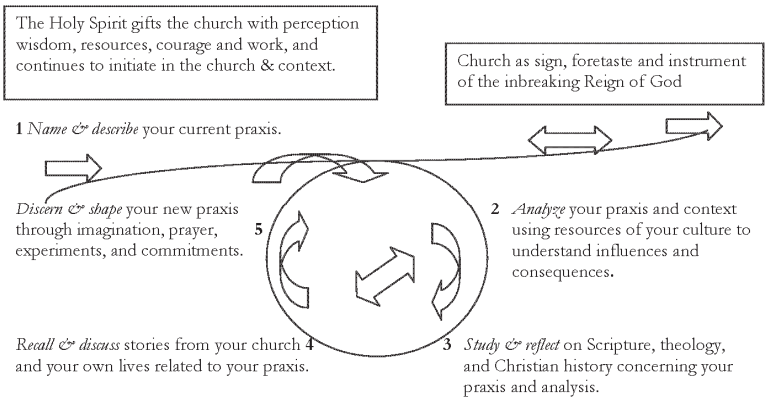 The Holy Spirit gifts the church with perception
wisdom, resources, courage and work, and
continues to initiate in the church & context.
Church as sign, foretaste and instrument
of the inbreaking Reign of God
1 Name & describe your current praxis.
2 Analyze your praxis and context
using resources of your culture to
understand influences and
consequences.
3 Study & reflect on Scripture, theology,
and Christian history concerning your
praxis and analysis.
Recall & discuss stories from your church 4
and your own lives related to your praxis.
Discern & shape your new praxis
through imagination, prayer, 5
experiments, and commitments.